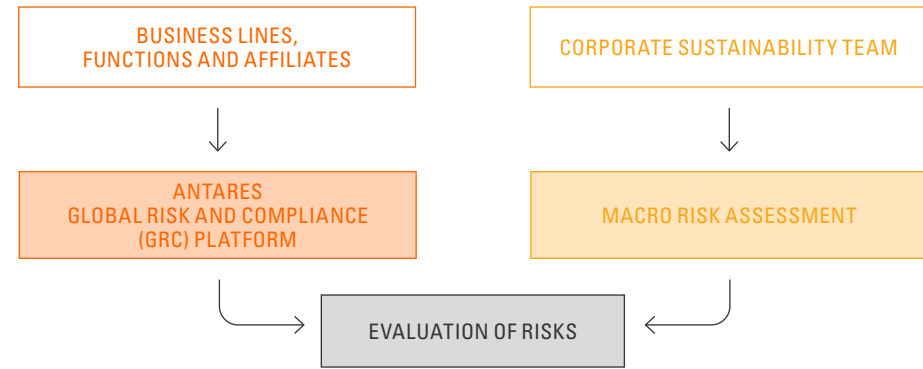 BUSINESS LINES,
FUNCTIONS AND AFFILIATES
CORPORATE SUSTAINABILITY TEAM
ANTARES
GLOBAL RISK AND COMPLIANCE
(GRC) PLATFORM
MACRO RISK ASSESSMENT
EVALUATION OF RISKS